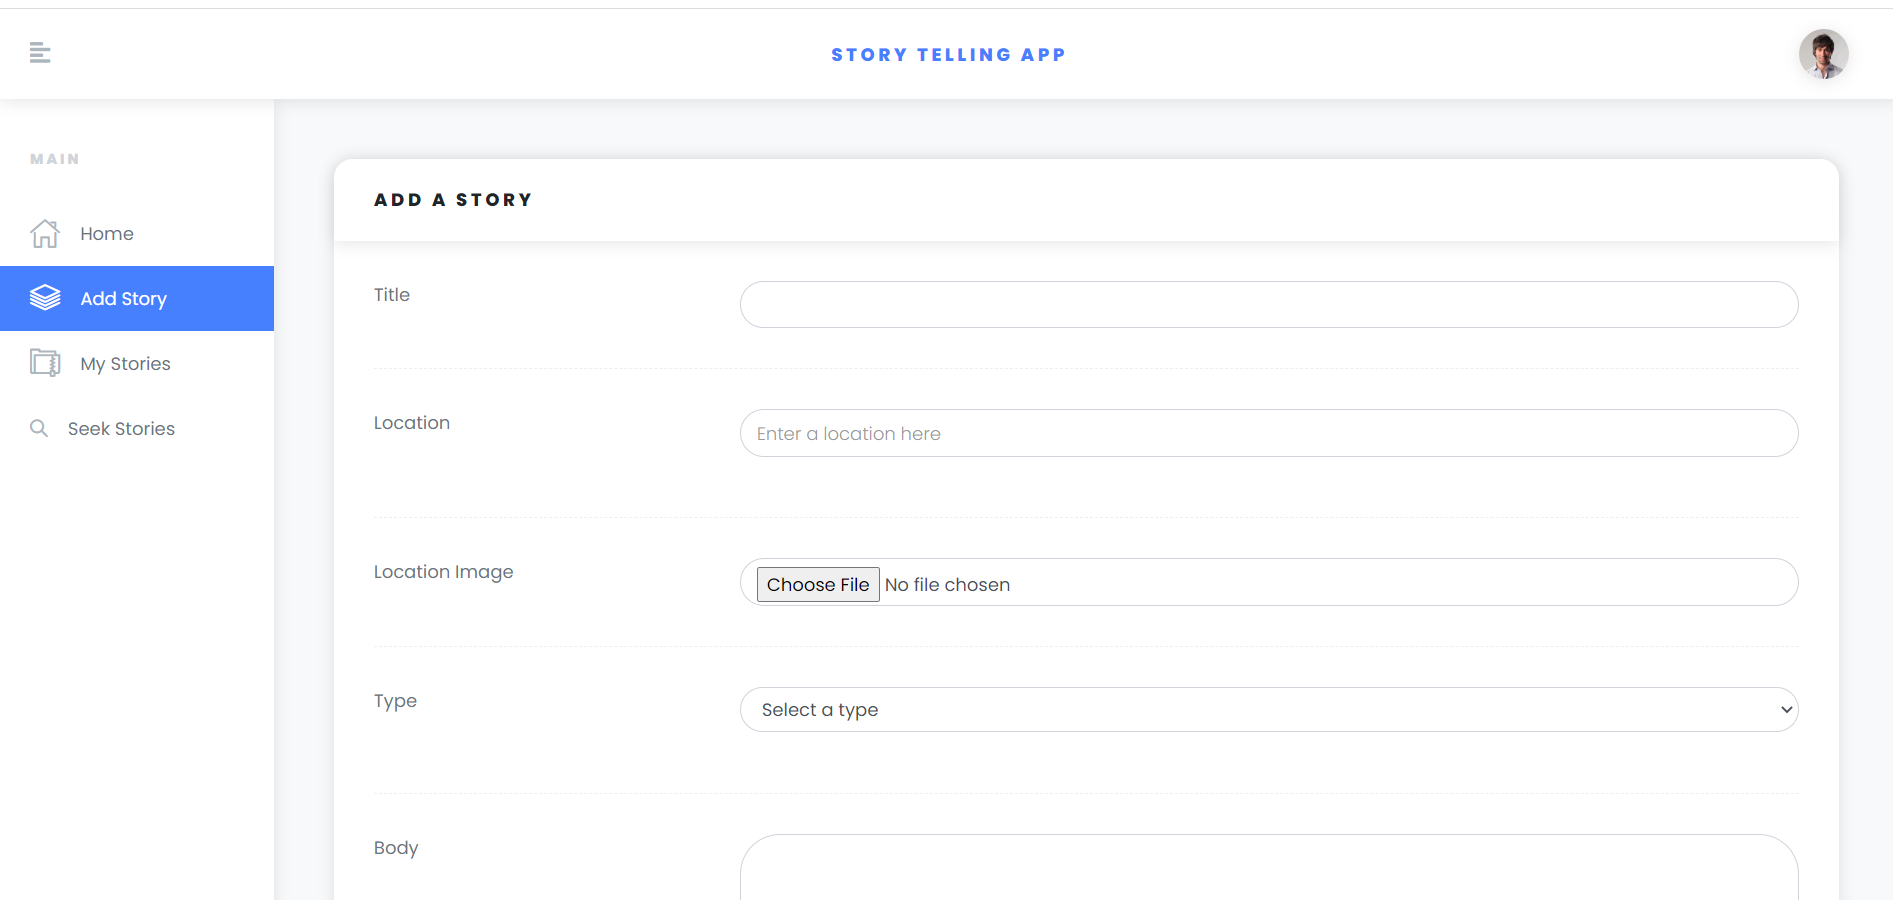 STORY TELLING APP
MAIN
Home
Add Story
My Stories
Seek Stories
ADD A STORY
Title
Location
Enter a location here
Location Image
Choose File No file chosen
Type
Select a type
Body